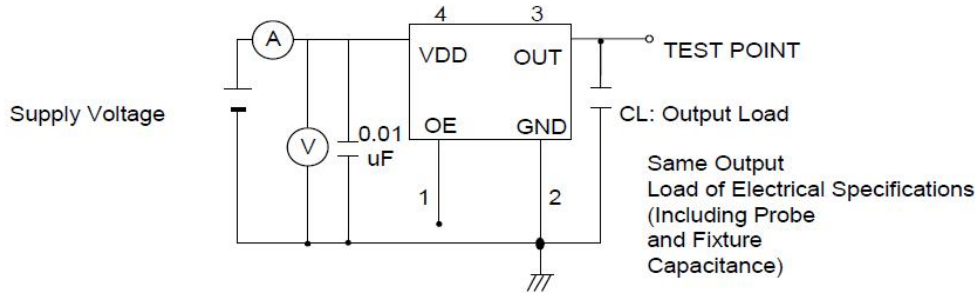 4
3
A
VDD
OUT
TEST POINT
Supply Voltage
CL: Output Load
OE
GND
V
0.01
uF
1
2
Same Output
Load of Electrical Specifications
(Including Probe
and Fixture
Capacitance)